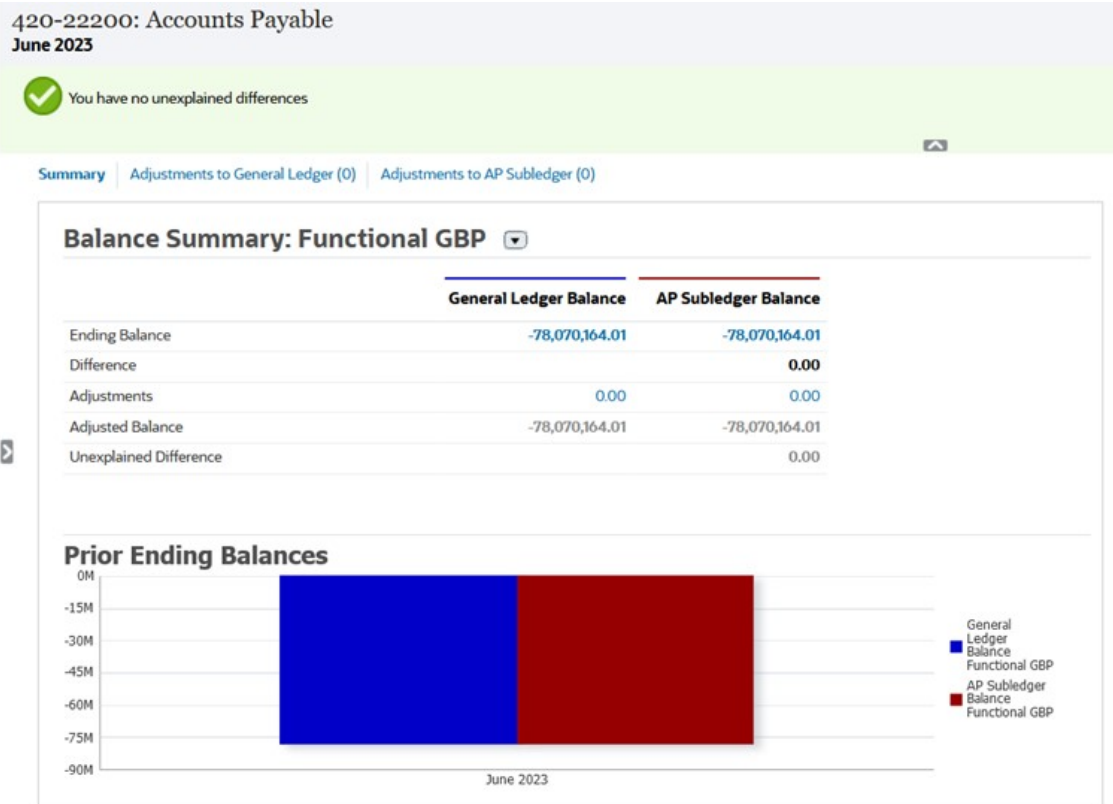 420-22200: Accounts Payable
June 2023
You have no unexplained differences
Summary Adjustments to General Ledger (0) Adjustments to AP Subledger (0)
Balance Summary: Functional GBP
General Ledger Balance AP Subledger Balance
Ending Balance -78,070,164.01 -78,070,164.01
Difference 0.00
Adjustments 0.00 0.00
Adjusted Balance -78,070,164.01 -78,070,164.01
Unexplained Difference 0.00
Prior Ending Balances
0M
-15M
-30M
-45M
-60M
-75M
-90M
June 2023
General
Ledger
Balance
Functional GBP
AP Subledger
Balance
Functional GBP